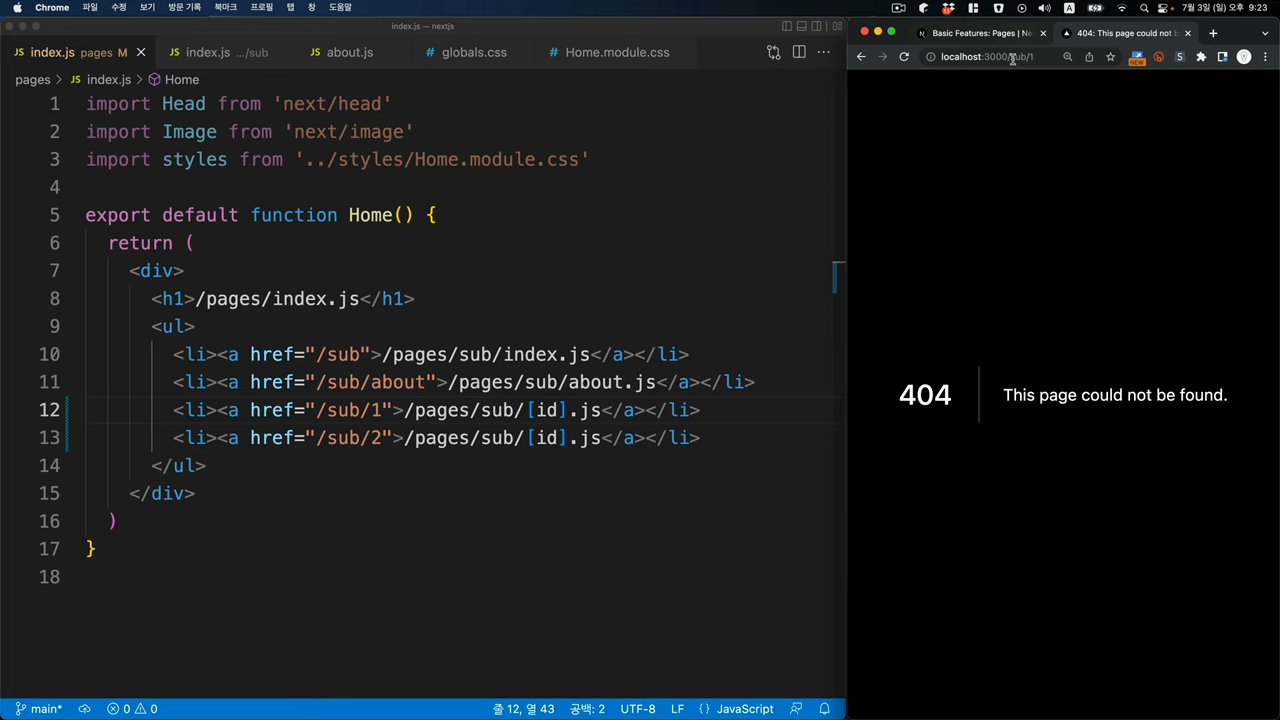 Chrome 파일 수정 보기 방문 기록 북마크 프로필 탭 창 도움말
7월 3일 (일) 오후 9:23
index.js — nextjs
JS index.js pages M
JS index.js .../sub
JS about.js
# globals.css
# Home.module.css
pages > JS index.js > Home
1 import Head from 'next/head'
2 import Image from 'next/image'
3 import styles from '../styles/Home.module.css'
4
5 export default function Home() {
6 return (
7 <div>
8 <h1>/pages/index.js</h1>
9 <ul>
10 <li><a href="/sub">/pages/sub/index.js</a></li>
11 <li><a href="/sub/about">/pages/sub/about.js</a></li>
12 <li><a href="/sub/1">/pages/sub/[id].js</a></li>
13 <li><a href="/sub/2">/pages/sub/[id].js</a></li>
14 </ul>
15 </div>
16 )
17 }
18
main* 0 0 줄 12, 열 43 공백: 2 UTF-8 LF {} JavaScript
Basic Features: Pages | Ne
404: This page could not b
localhost:3000/sub/1
NEW
404
This page could not be found.